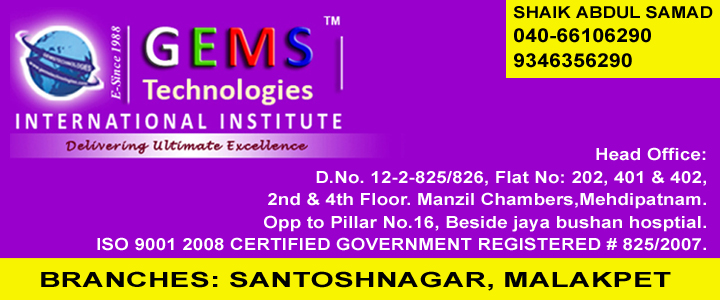 E-Since 1988
GEMS
TM
Technologies
INTERNATIONAL INSTITUTE
Delivering Ultimate Excellence
SHAIK ABDUL SAMAD
040-66106290
9346356290
Head Office:
D.No. 12-2-825/826, Flat No: 202, 401 & 402,
2nd & 4th Floor. Manzil Chambers,Mehdipatnam.
Opp to Pillar No.16, Beside jaya bushan hosptial.
ISO 9001 2008 CERTIFIED GOVERNMENT REGISTERED # 825/2007.
BRANCHES: SANTOSHNAGAR, MALAKPET